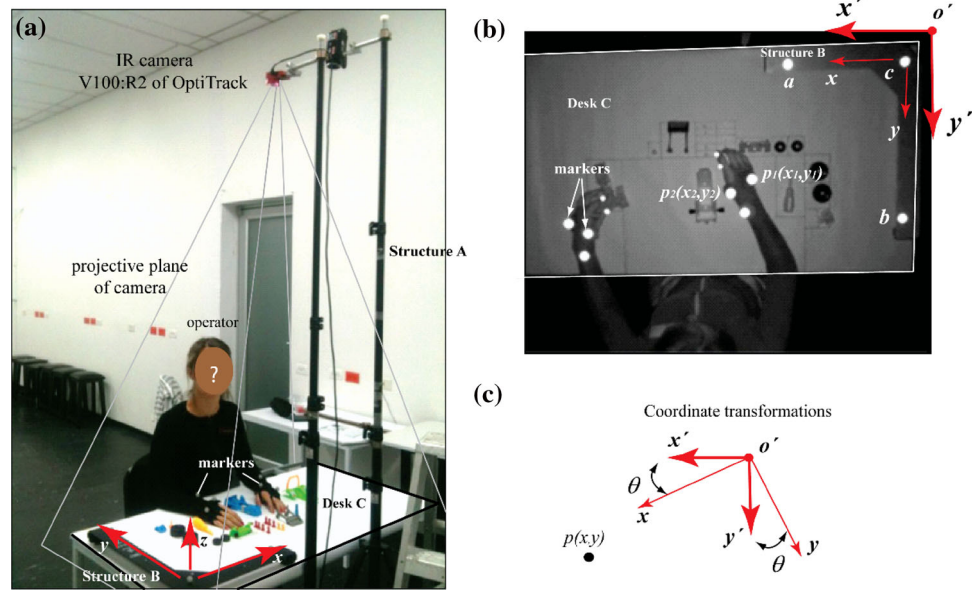 (a)
IR camera
V100:R2 of OptiTrack
Structure A
projective plane
of camera
operator
?
markers
Desk C
y
z
x
Structure B
(b)
x´
o´
Structure B
a
x
c
Desk C
y
y´
markers
p1(x1,y1)
p2(x2,y2)
b
(c)
Coordinate transformations
x´
o´
θ
x
y´
y
θ
p(x,y)